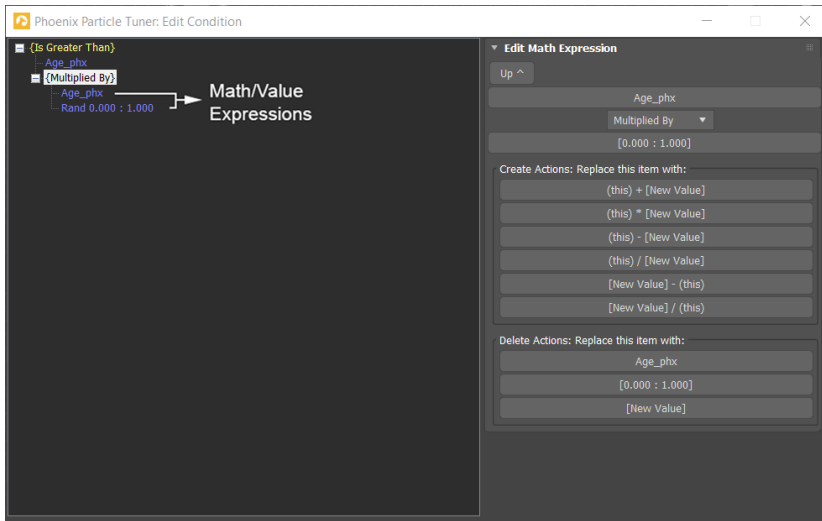 Phoenix Particle Tuner: Edit Condition
{Is Greater Than}
Age_phx
{Multiplied By}
Age_phx
Rand 0.000 : 1.000
Math/Value
Expressions
Edit Math Expression
Up ^
Age_phx
Multiplied By
[0.000 : 1.000]
Create Actions: Replace this item with:
(this) + [New Value]
(this) * [New Value]
(this) - [New Value]
(this) / [New Value]
[New Value] - (this)
[New Value] / (this)
Delete Actions: Replace this item with:
Age_phx
[0.000 : 1.000]
[New Value]